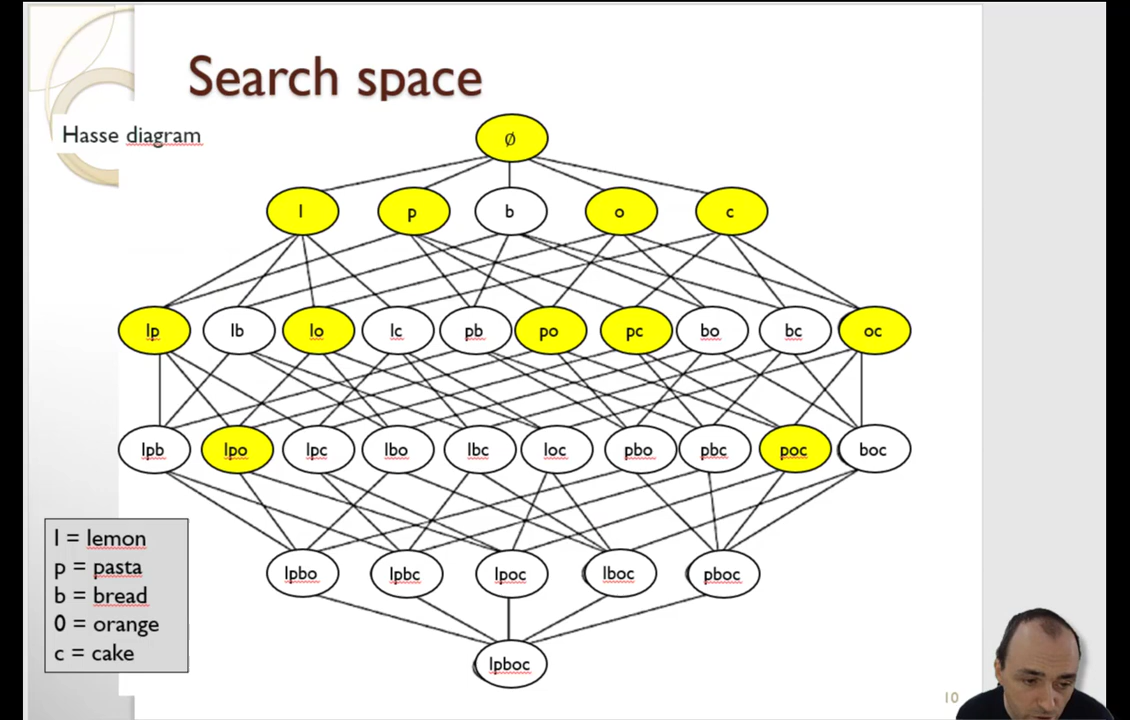 Search space
Hasse diagram
Ø
l p b o c
lp lb lo lc pb po pc bo bc oc
lpb lpo lpc lbo lbc loc pbo pbc poc boc
lpbo lpbc lpoc lboc pboc
lpboc
l = lemon
p = pasta
b = bread
0 = orange
c = cake
10